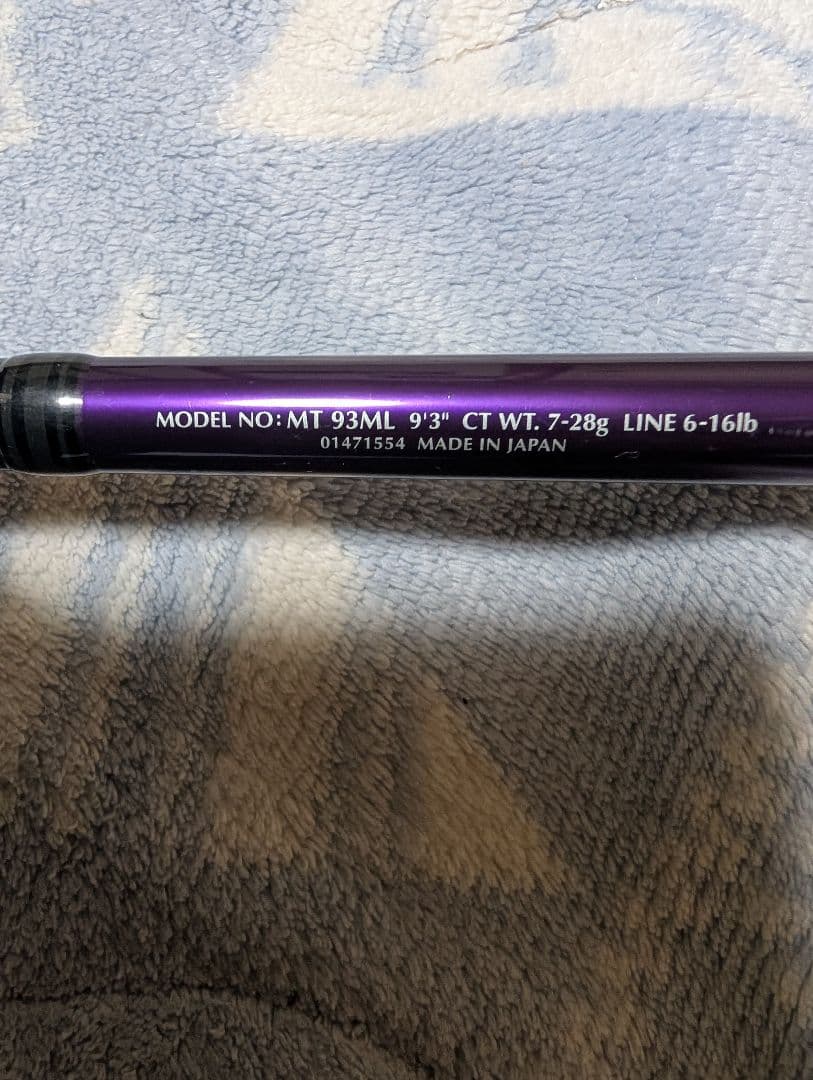 MODEL NO: MT 93ML 9'3" CT WT. 7-28g LINE 6-16lb
01471554 MADE IN JAPAN